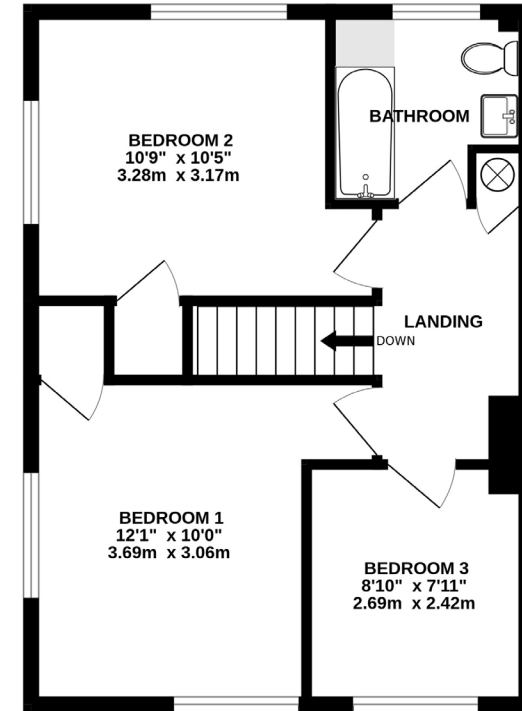 BATHROOM
BEDROOM 2
10'9" x 10'5"
3.28m x 3.17m
LANDING
DOWN
BEDROOM 1
12'1" x 10'0"
3.69m x 3.06m
BEDROOM 3
8'10" x 7'11"
2.69m x 2.42m